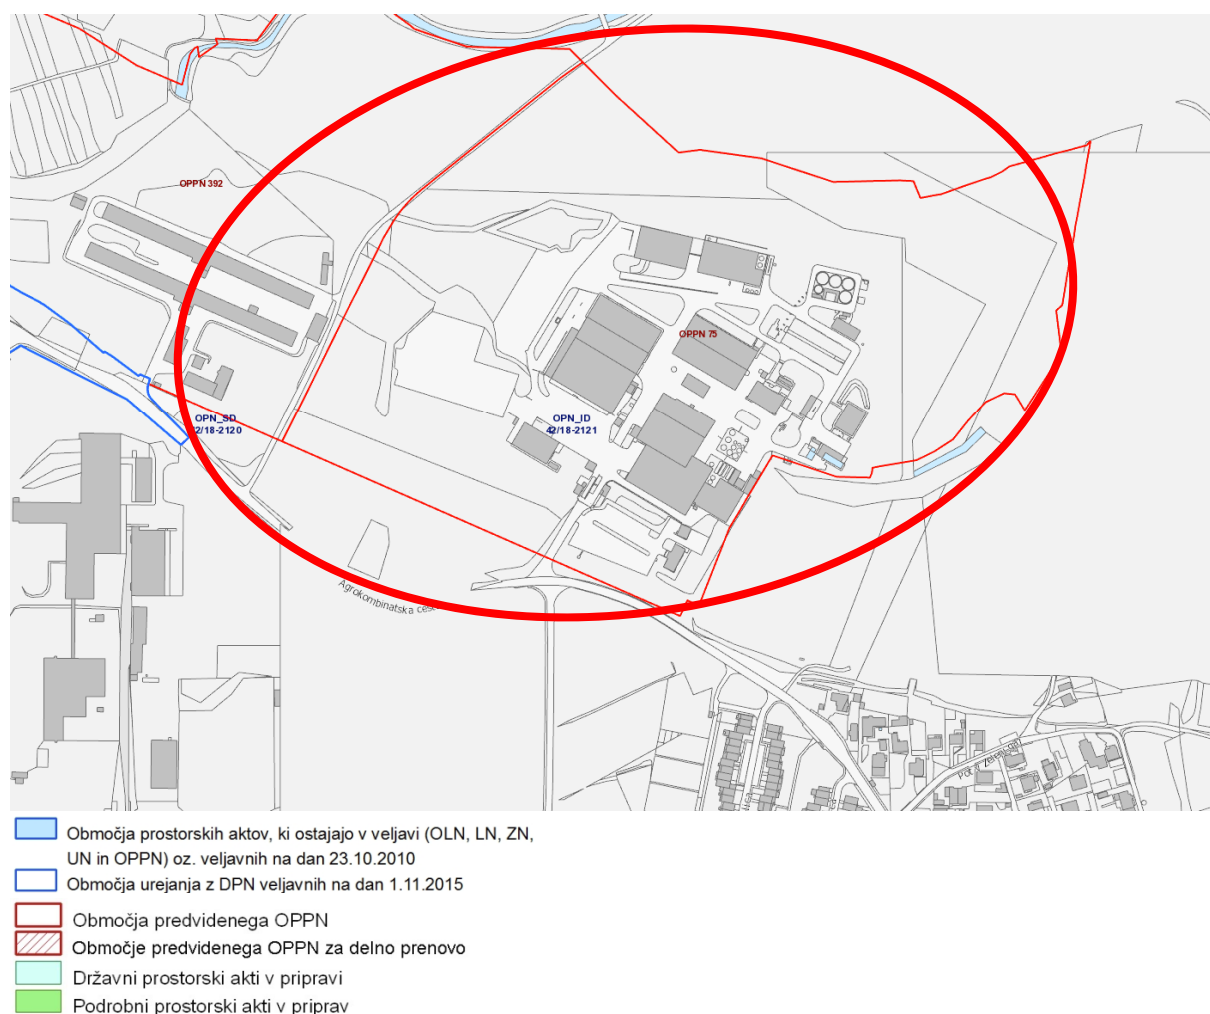 OPPN 392
OPPN 75
OPN_SD
2/18-2120
OPN_ID
42/18-2121
Agrokombinatska
Pot
Območja prostorskih aktov, ki ostajajo v veljavi (OLN, LN, ZN,
UN in OPPN) oz. veljavnih na dan 23.10.2010
Območja urejanja z DPN veljavnih na dan 1.11.2015
Območja predvidenega OPPN
Območje predvidenega OPPN za delno prenovo
Državni prostorski akti v pripravi
Podrobni prostorski akti v priprav